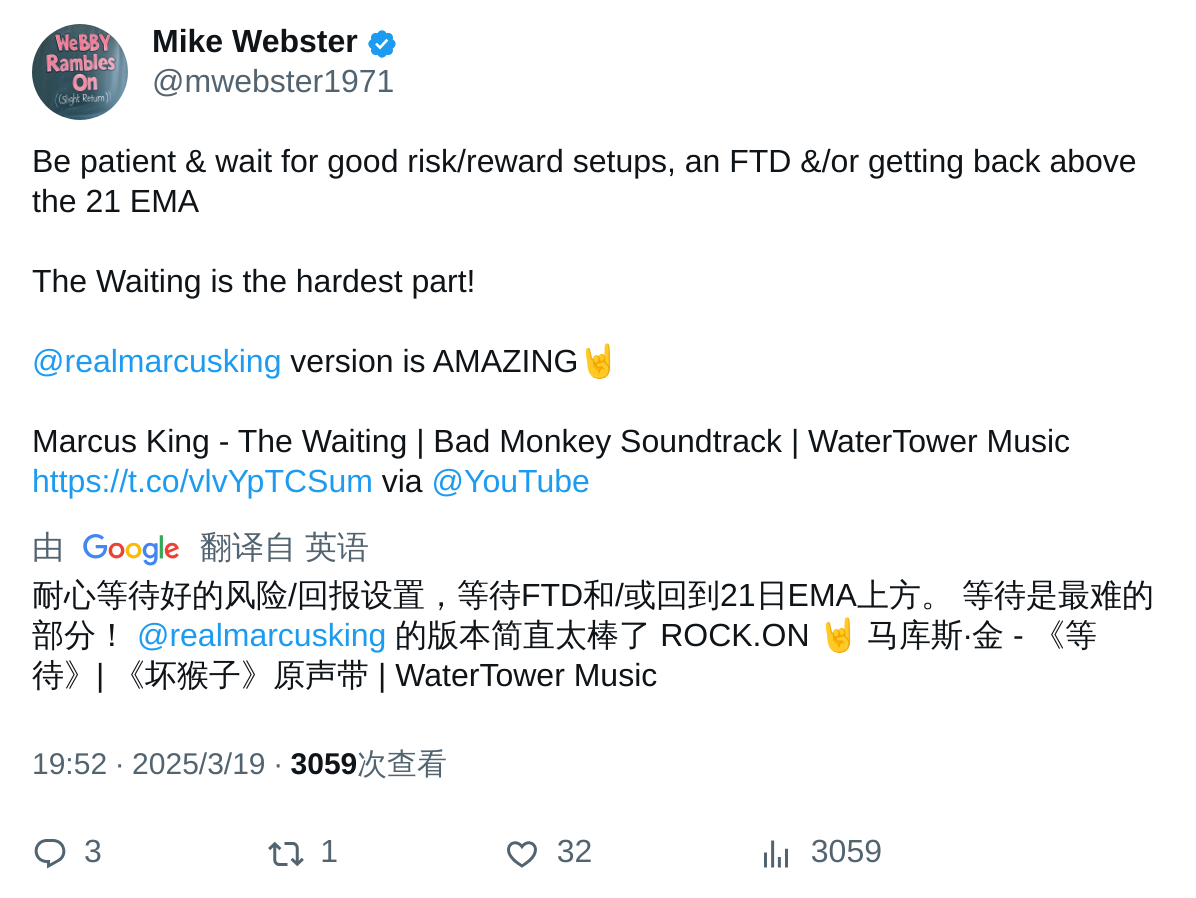 WeBBY
Rambles
On
((Slight Return))
Mike Webster
@mwebster1971
Be patient & wait for good risk/reward setups, an FTD &/or getting back above
the 21 EMA
The Waiting is the hardest part!
@realmarcusking version is AMAZING🤘
Marcus King - The Waiting | Bad Monkey Soundtrack | WaterTower Music
https://t.co/vlvYpTCSum via @YouTube
由 Google 翻译自 英语
耐心等待好的风险/回报设置，等待FTD和/或回到21日EMA上方。 等待是最难的
部分！ @realmarcusking 的版本简直太棒了 ROCK.ON 🤘 马库斯·金 - 《等
待》| 《坏猴子》原声带 | WaterTower Music
19:52 · 2025/3/19 · 3059次查看
3 1 32 3059